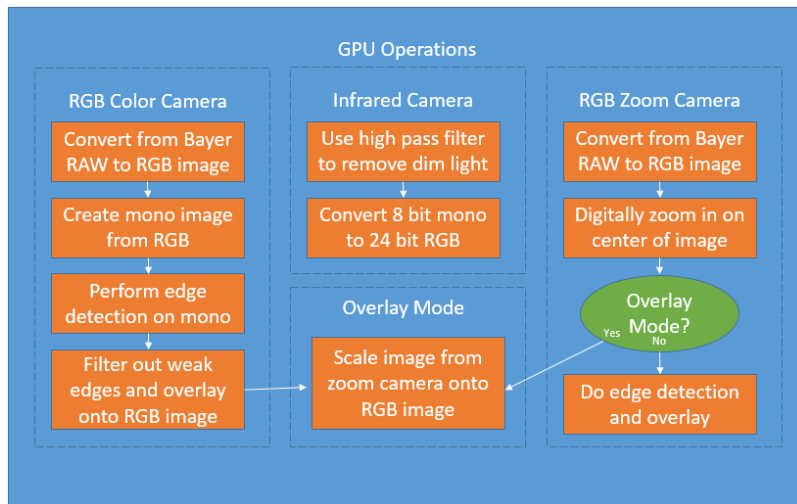 GPU Operations
RGB Color Camera
Convert from Bayer
RAW to RGB image
Create mono image
from RGB
Perform edge
detection on mono
Filter out weak
edges and overlay
onto RGB image
Infrared Camera
Use high pass filter
to remove dim light
Convert 8 bit mono
to 24 bit RGB
Overlay Mode
Scale image from
zoom camera onto
RGB image
RGB Zoom Camera
Convert from Bayer
RAW to RGB image
Digitally zoom in on
center of image
Overlay
Mode?
Yes
No
Do edge detection
and overlay